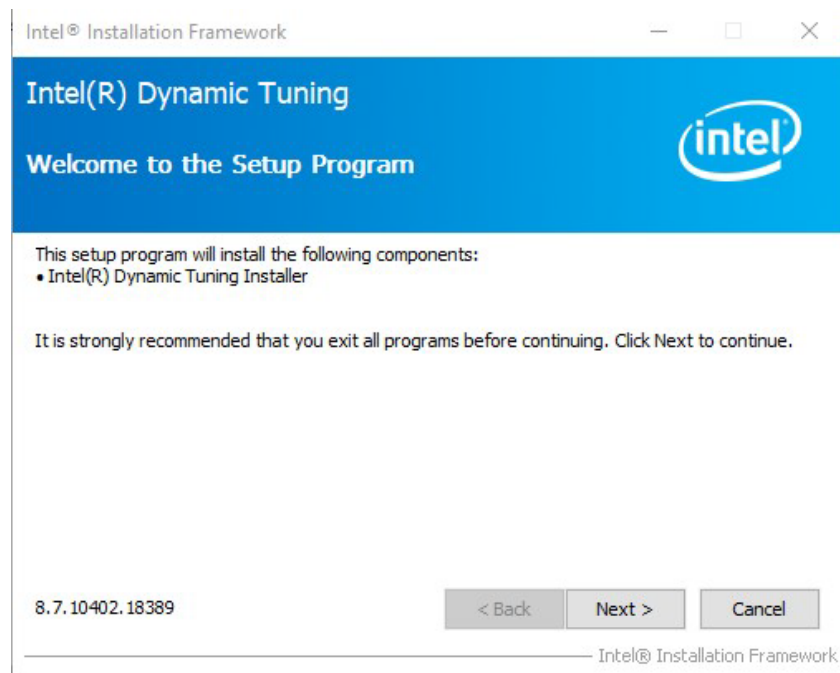 Intel® Installation Framework
Intel(R) Dynamic Tuning
intel
Welcome to the Setup Program
This setup program will install the following components:
• Intel(R) Dynamic Tuning Installer
It is strongly recommended that you exit all programs before continuing. Click Next to continue.
8.7.10402.18389
< Back
Next >
Cancel
Intel® Installation Framework